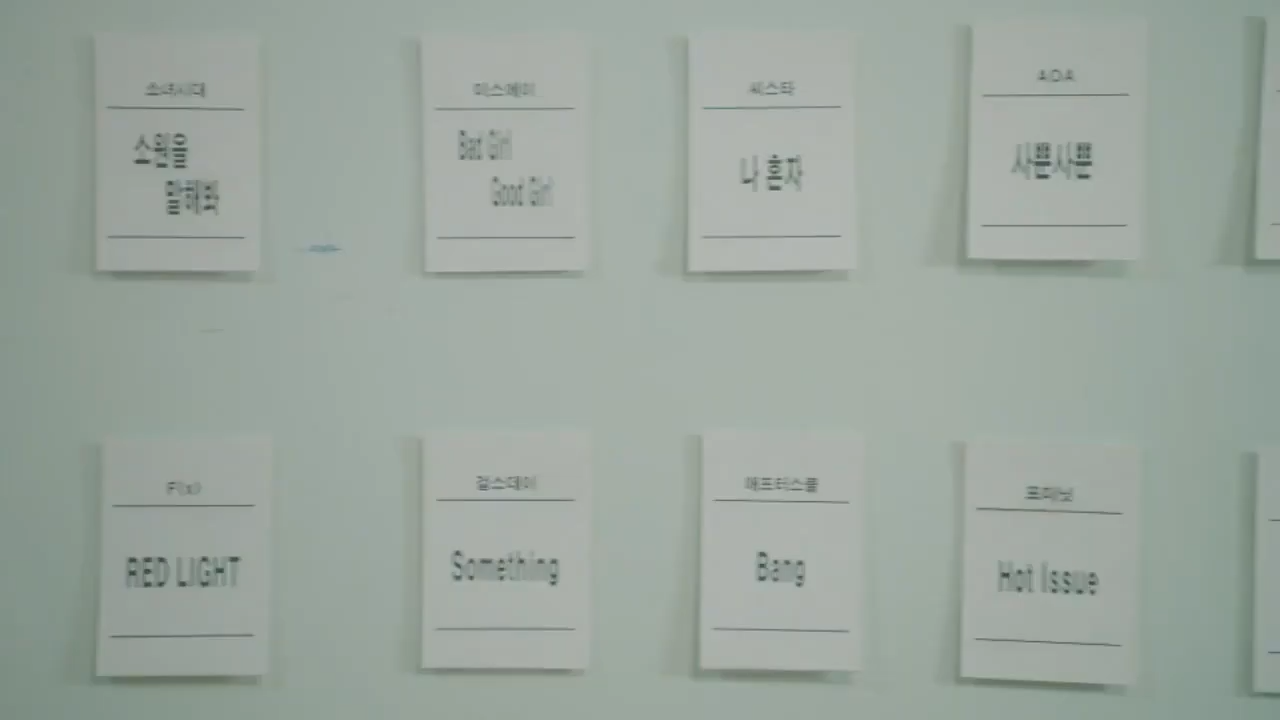 소녀시대
소원을
말해봐
미스에이
Bad Girl
Good Girl
씨스타
나 혼자
AOA
사뿐사뿐
F(x)
RED LIGHT
걸스데이
Something
애프터스쿨
Bang
포미닛
Hot Issue